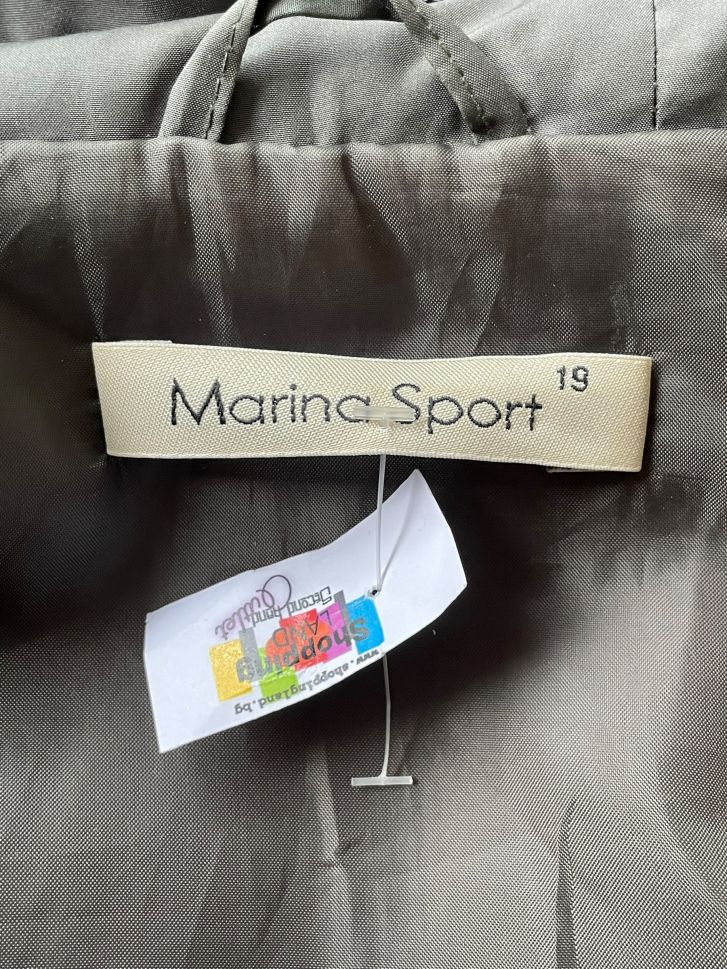 Marina Sport 19
www.shoppingland.bg
Shopping
LAND
Second Hand
Outlet